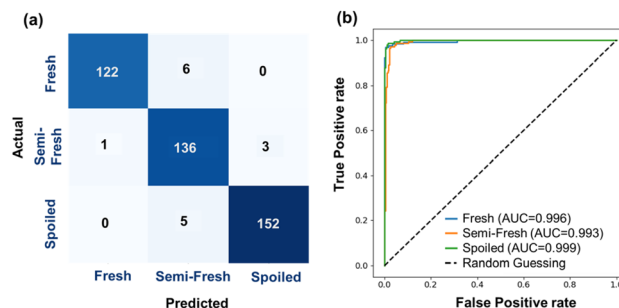 (a)
Actual
Fresh
Semi-
Fresh
Spoiled
122 6 0
1 136 3
0 5 152
Fresh Semi-Fresh Spoiled
Predicted
(b)
True Positive rate
1.0
0.8
0.6
0.4
0.2
0.0
Fresh (AUC=0.996)
Semi-Fresh (AUC=0.993)
Spoiled (AUC=0.999)
Random Guessing
0.0 0.2 0.4 0.6 0.8 1.0
False Positive rate